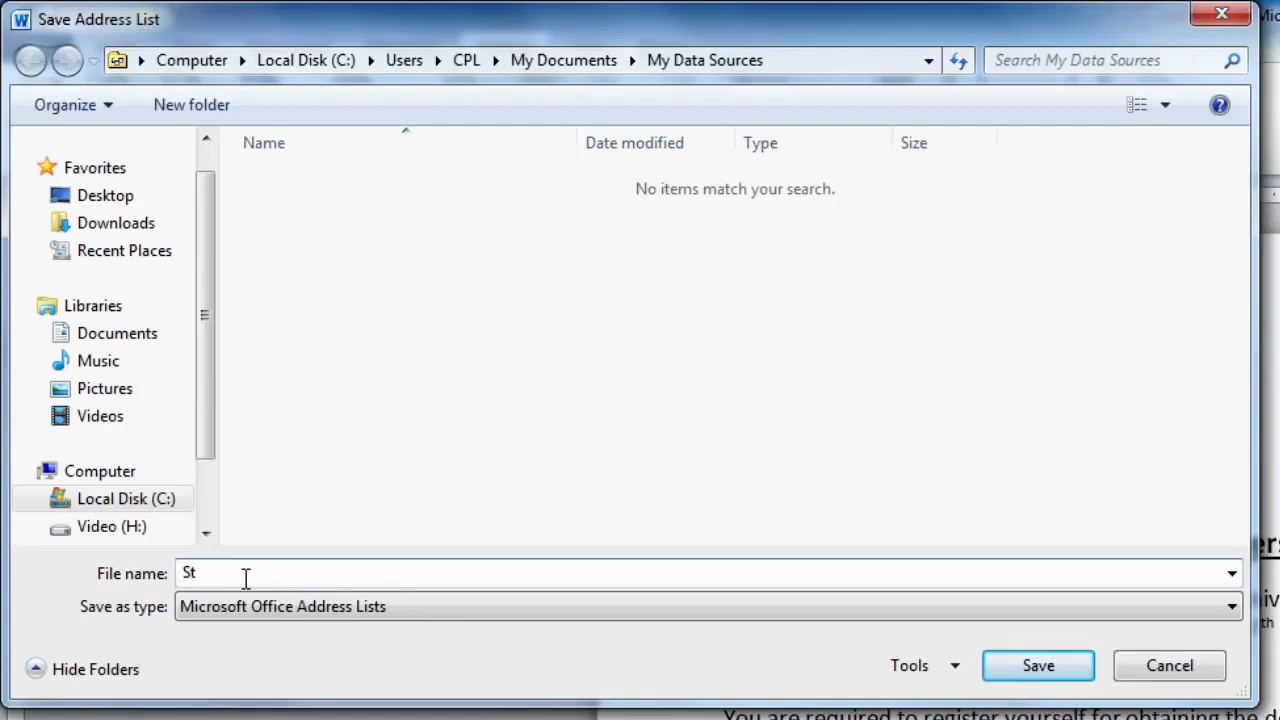 Save Address List
Computer Local Disk (C:) Users CPL My Documents My Data Sources
Search My Data Sources
Organize New folder
Name Date modified Type Size
No items match your search.
Favorites
Desktop
Downloads
Recent Places
Libraries
Documents
Music
Pictures
Videos
Computer
Local Disk (C:)
Video (H:)
File name: St
Save as type: Microsoft Office Address Lists
Hide Folders
Tools Save Cancel
th
You are required to register yourself for obtaining the d